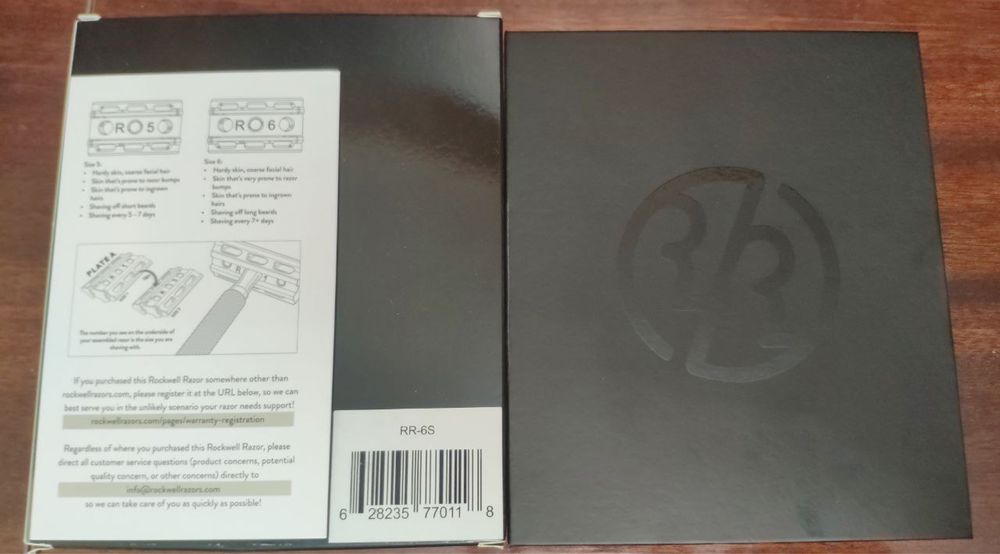 R 5
R 6
Size 5:
• Hardy skin, coarse facial hair
• Skin that's prone to razor bumps
• Skin that's prone to ingrown
hairs
• Shaving off short beards
• Shaving every 5 - 7 days
Size 6:
• Hardy skin, coarse facial hair
• Skin that's very prone to razor
bumps
• Skin that's prone to ingrown
hairs
• Shaving off long beards
• Shaving every 7+ days
PLATE A
R
The number you see on the underside of
your assembled razor is the size you are
shaving with.
If you purchased this Rockwell Razor somewhere other than
rockwellrazors.com, please register it at the URL below, so we can
best serve you in the unlikely scenario your razor needs support!
rockwellrazors.com/pages/warranty-registration
Regardless of where you purchased this Rockwell Razor, please
direct all customer service questions (product concerns, potential
quality concern, or other concerns) directly to
info@rockwellrazors.com
so we can take care of you as quickly as possible!
RR-6S
6 28235 77011 8